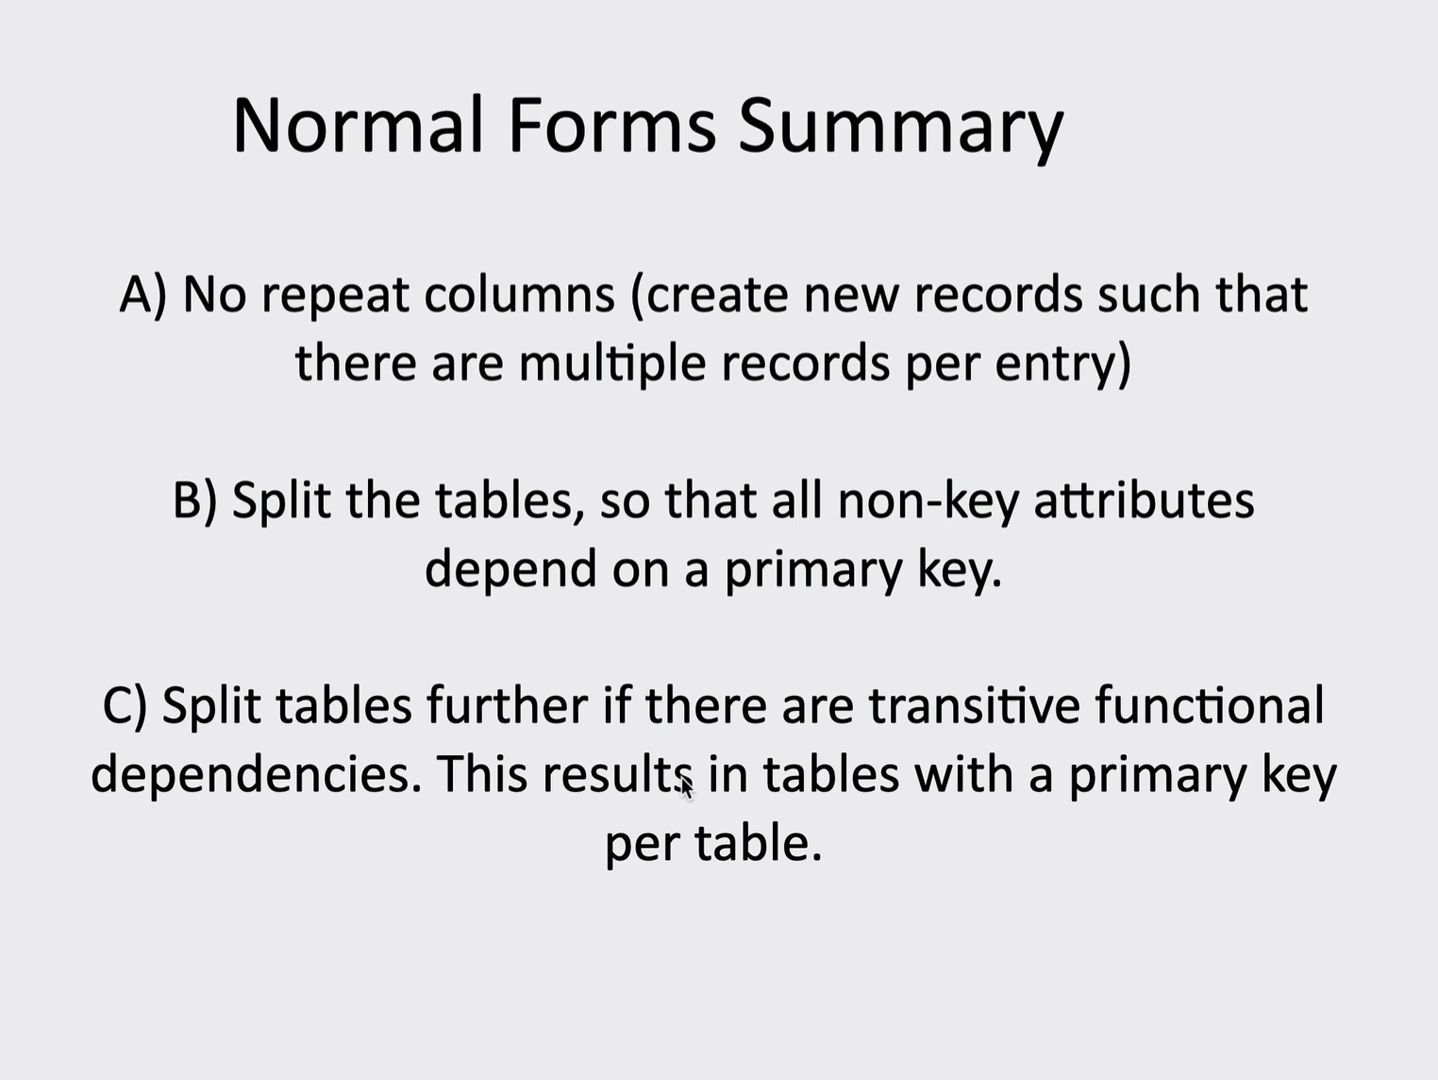 Normal Forms Summary
A) No repeat columns (create new records such that
there are multiple records per entry)
B) Split the tables, so that all non-key attributes
depend on a primary key.
C) Split tables further if there are transitive functional
dependencies. This results in tables with a primary key
per table.